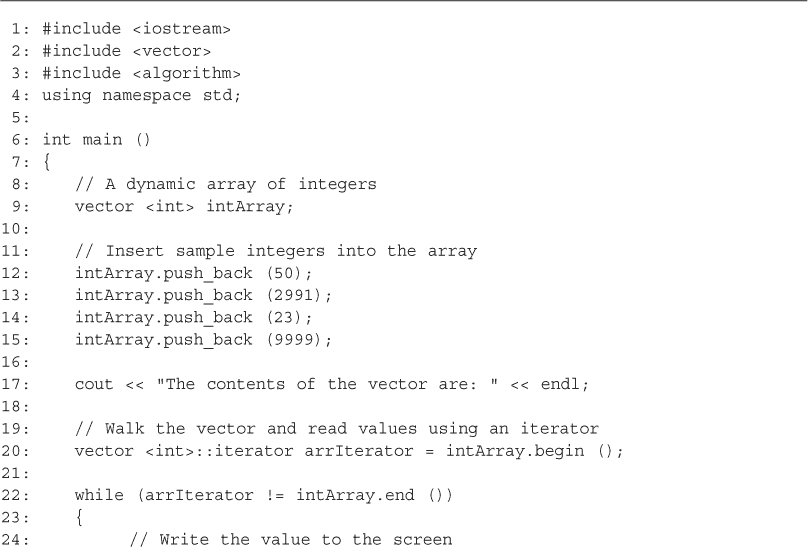 1: #include <iostream>
2: #include <vector>
3: #include <algorithm>
4: using namespace std;
5:
6: int main ()
7: {
8:    // A dynamic array of integers
9:    vector <int> intArray;
10:
11:    // Insert sample integers into the array
12:    intArray.push_back (50);
13:    intArray.push_back (2991);
14:    intArray.push_back (23);
15:    intArray.push_back (9999);
16:
17:    cout << "The contents of the vector are: " << endl;
18:
19:    // Walk the vector and read values using an iterator
20:    vector <int>::iterator arrIterator = intArray.begin ();
21:
22:    while (arrIterator != intArray.end ())
23:    {
24:          // Write the value to the screen